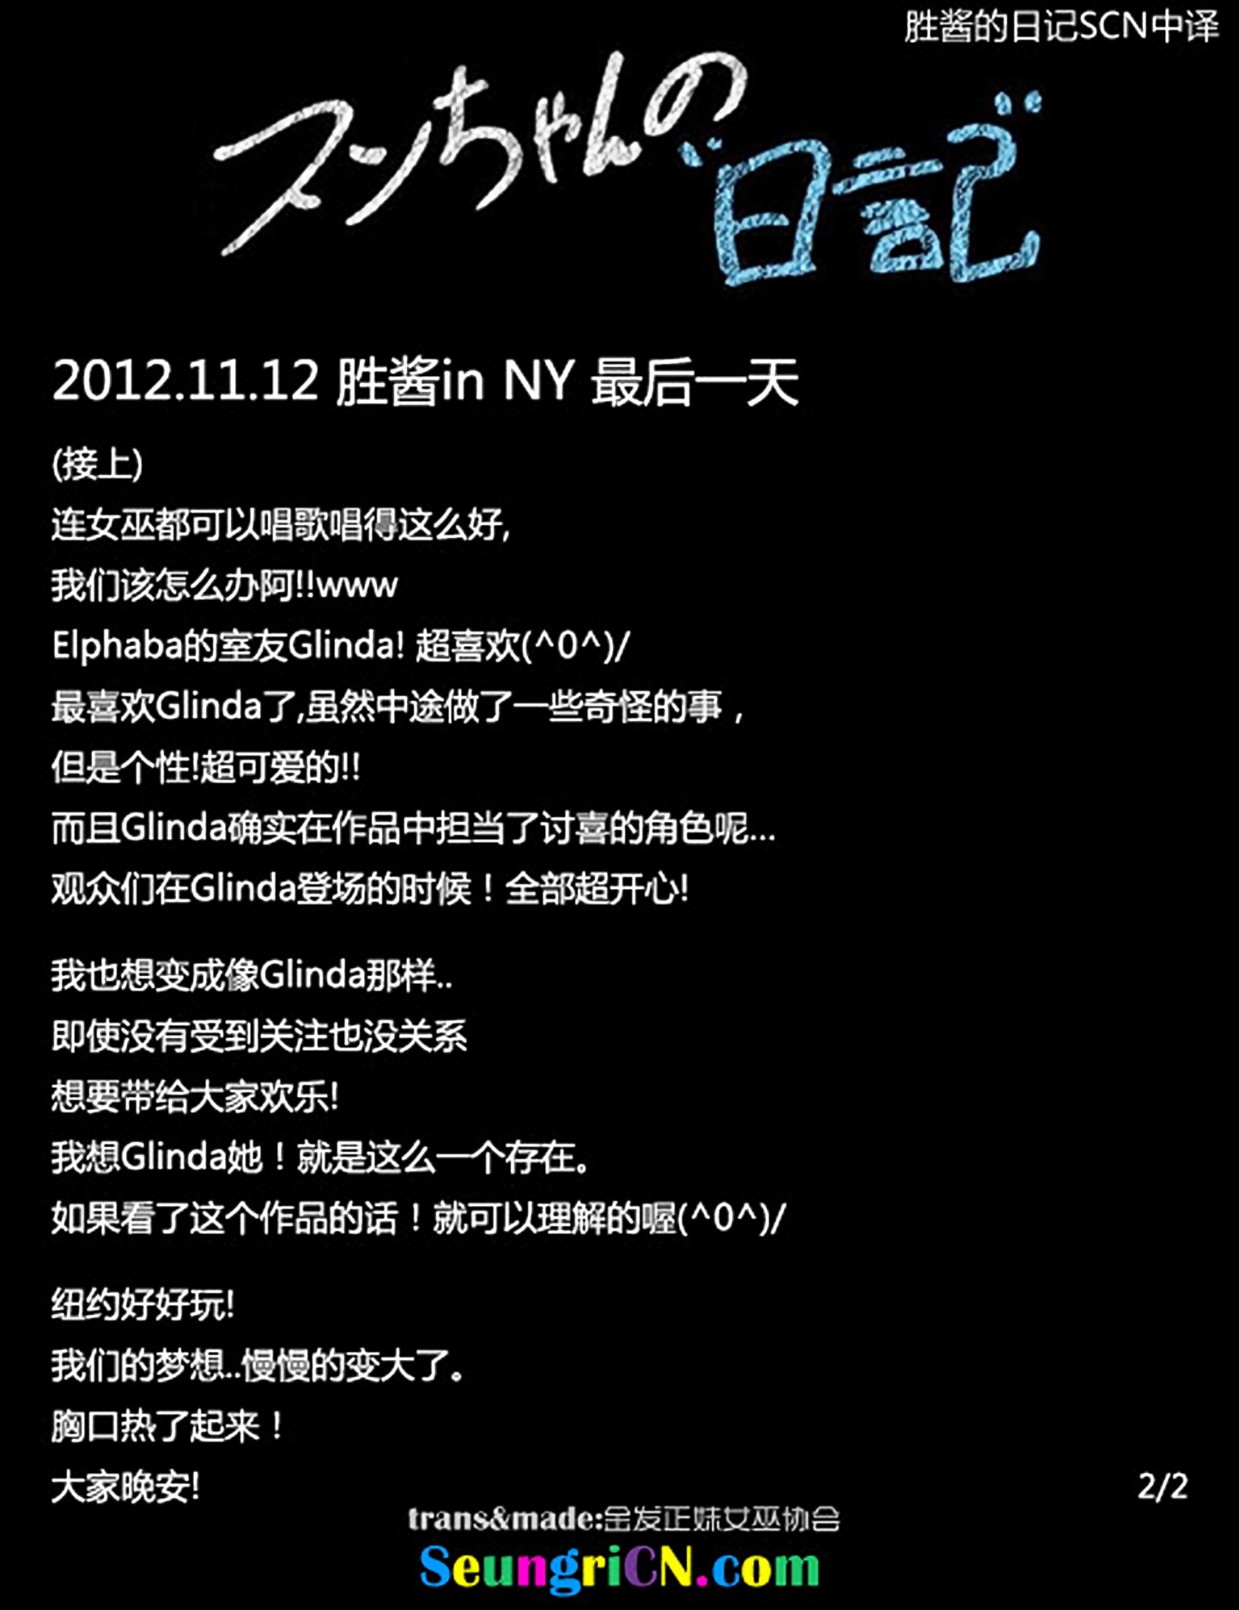 胜酱的日记SCN中译
スンちゃんの
日記
2012.11.12 胜酱in NY 最后一天
(接上)
连女巫都可以唱歌唱得这么好,
我们该怎么办阿!!www
Elphaba的室友Glinda! 超喜欢(^0^)/
最喜欢Glinda了,虽然中途做了一些奇怪的事，
但是个性!超可爱的!!
而且Glinda确实在作品中担当了讨喜的角色呢...
观众们在Glinda登场的时候！全部超开心!
我也想变成像Glinda那样..
即使没有受到关注也没关系
想要带给大家欢乐!
我想Glinda她！就是这么一个存在。
如果看了这个作品的话！就可以理解的喔(^0^)/
纽约好好玩!
我们的梦想..慢慢的变大了。
胸口热了起来！
大家晚安!
2/2
trans&made:金发正妹女巫协会
SeungriCN.com